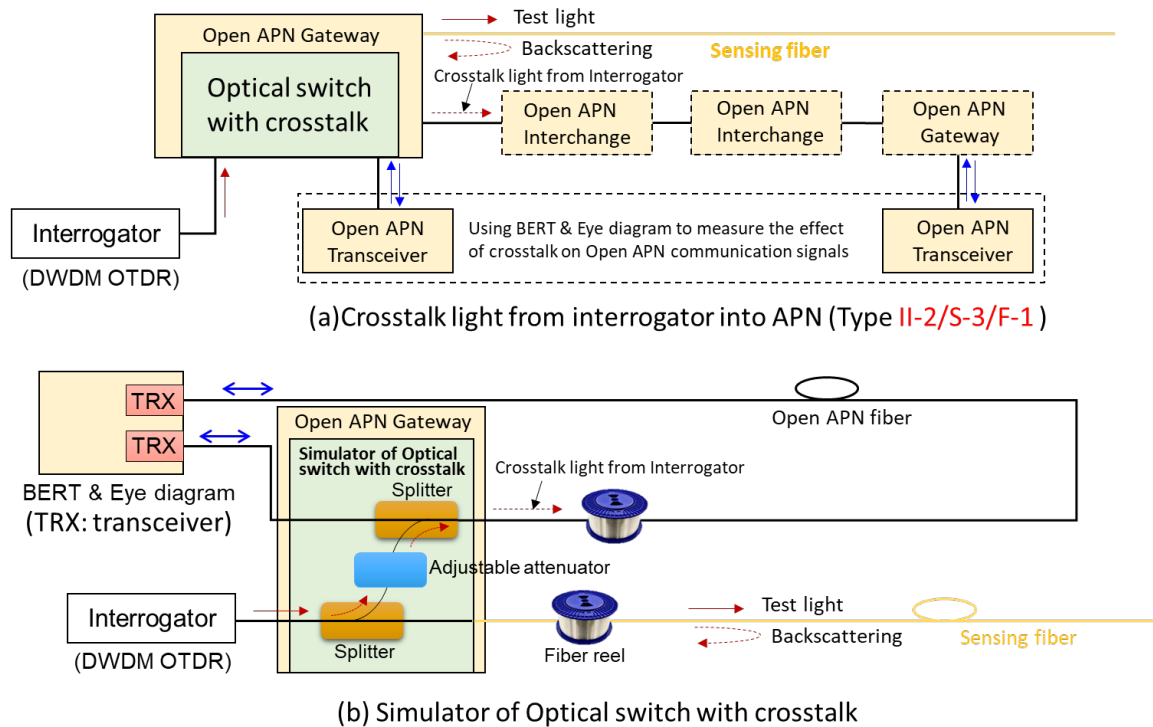 Test light
Open APN Gateway
Backscattering
Sensing fiber
Crosstalk light from Interrogator
Optical switch
with crosstalk
Open APN
Interchange
Open APN
Interchange
Open APN
Gateway
Interrogator
(DWDM OTDR)
Open APN
Transceiver
Using BERT & Eye diagram to measure the effect
of crosstalk on Open APN communication signals
Open APN
Transceiver
(a)Crosstalk light from interrogator into APN (Type II-2/S-3/F-1 )
TRX
TRX
BERT & Eye diagram
(TRX: transceiver)
Open APN fiber
Open APN Gateway
Simulator of Optical
switch with crosstalk
Splitter
Crosstalk light from Interrogator
Adjustable attenuator
Interrogator
(DWDM OTDR)
Splitter
Fiber reel
Test light
Backscattering
Sensing fiber
(b) Simulator of Optical switch with crosstalk